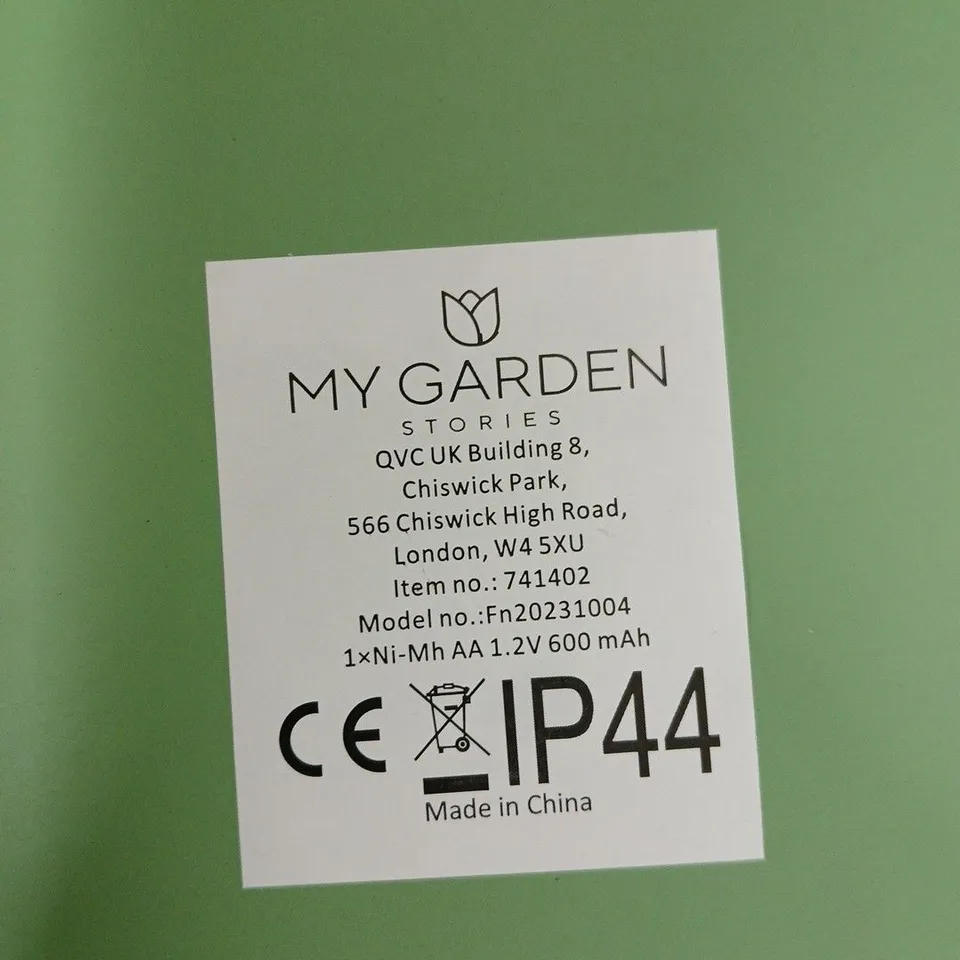 MY GARDEN
STORIES
QVC UK Building 8,
Chiswick Park,
566 Chiswick High Road,
London, W4 5XU
Item no.: 741402
Model no.:Fn20231004
1×Ni-Mh AA 1.2V 600 mAh
CE IP44
Made in China